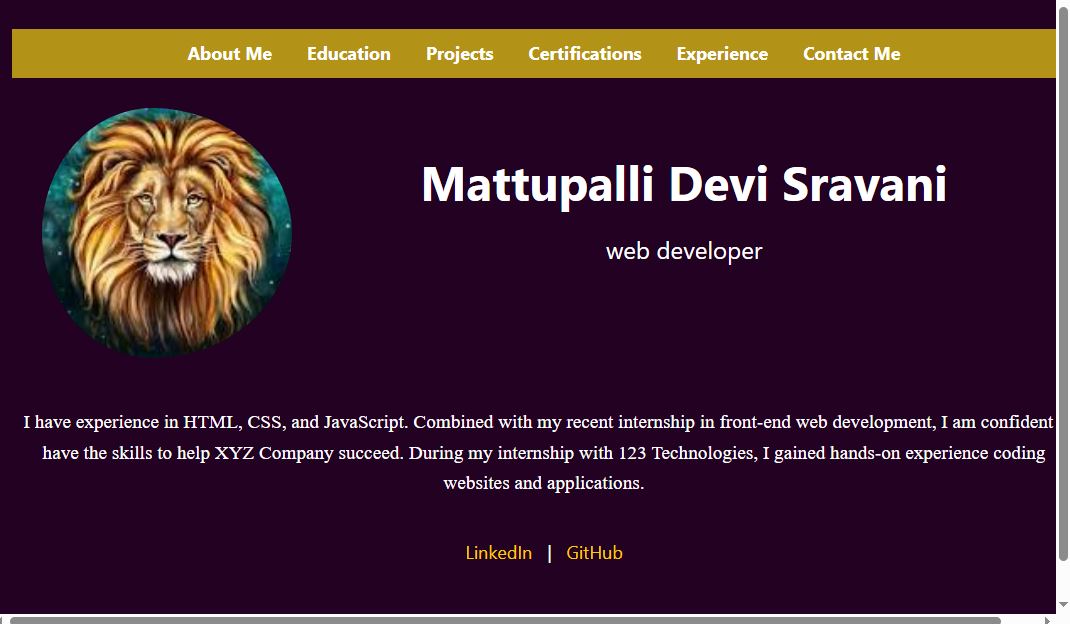 About Me Education Projects Certifications Experience Contact Me
Mattupalli Devi Sravani
web developer
I have experience in HTML, CSS, and JavaScript. Combined with my recent internship in front-end web development, I am confident
have the skills to help XYZ Company succeed. During my internship with 123 Technologies, I gained hands-on experience coding
websites and applications.
LinkedIn | GitHub